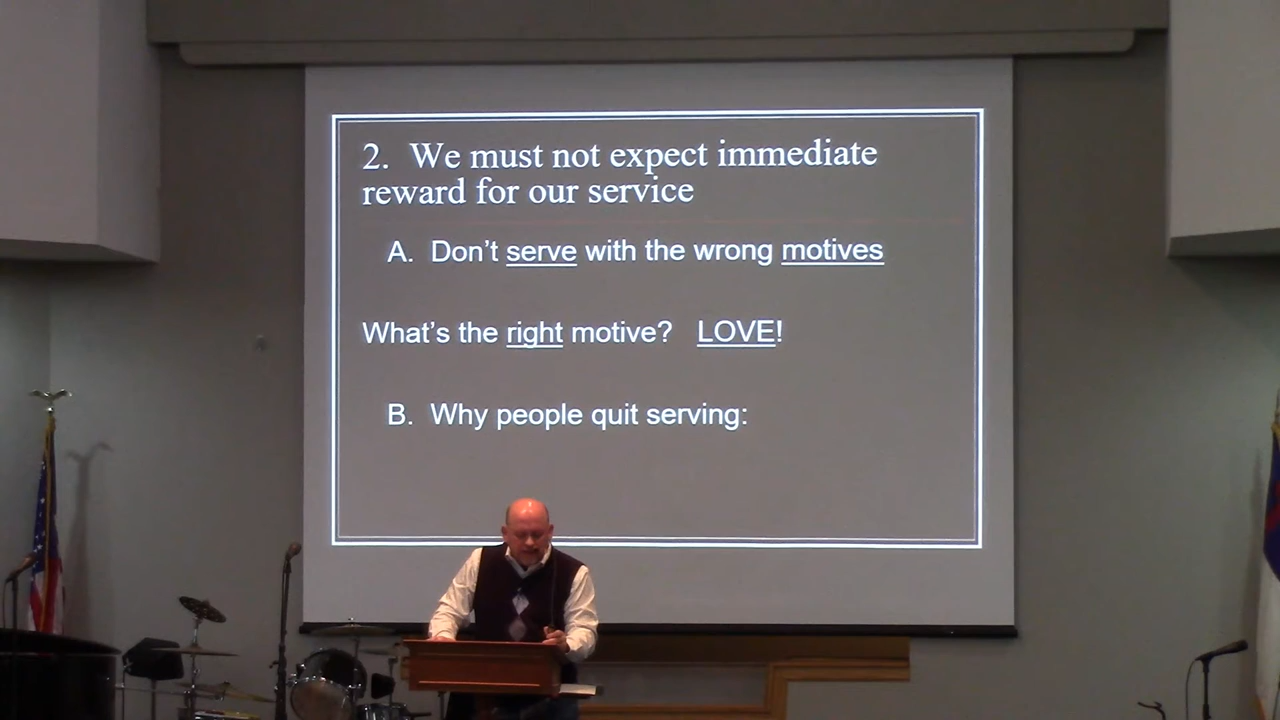 2. We must not expect immediate
reward for our service
A. Don’t serve with the wrong motives
What’s the right motive? LOVE!
B. Why people quit serving: